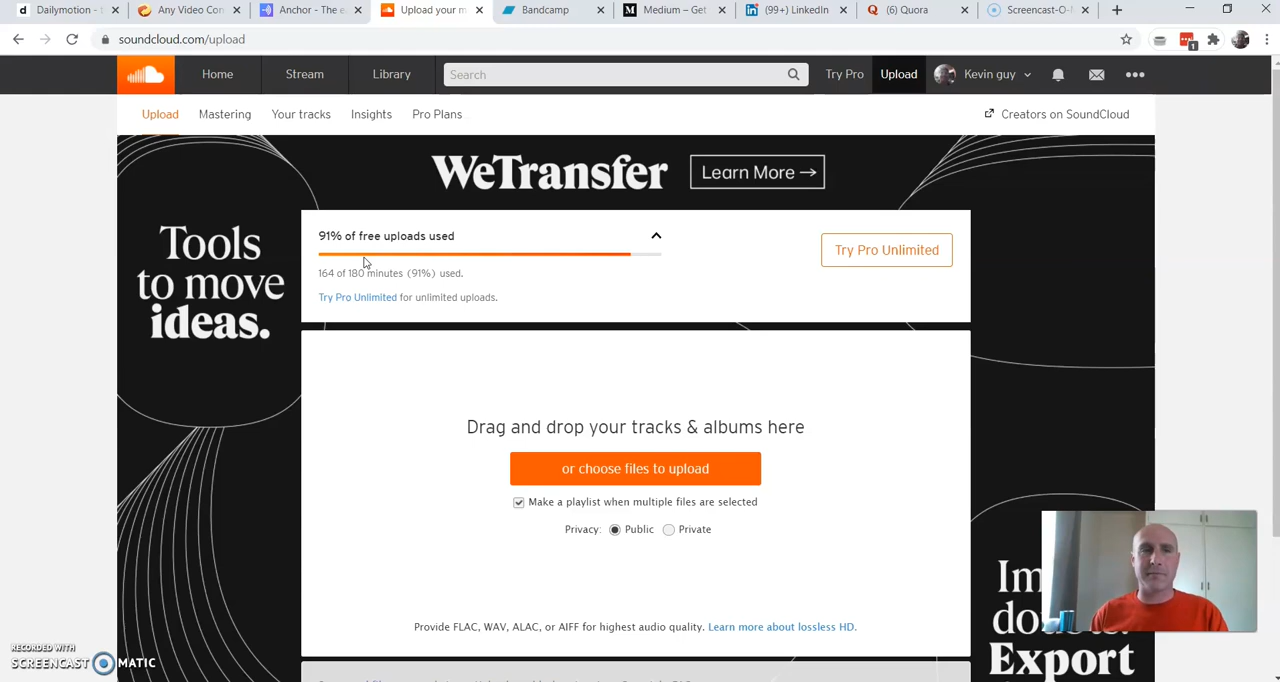 Dailymotion - t
Any Video Con
Anchor - The e
Upload your m
Bandcamp
Medium – Get
(99+) LinkedIn
(6) Quora
Screencast-O-
soundcloud.com/upload
Home
Stream
Library
Search
Try Pro
Upload
Kevin guy
Upload
Mastering
Your tracks
Insights
Pro Plans
Creators on SoundCloud
WeTransfer
Learn More →
Tools
to move
ideas.
91% of free uploads used
164 of 180 minutes (91%) used.
Try Pro Unlimited for unlimited uploads.
Try Pro Unlimited
Drag and drop your tracks & albums here
or choose files to upload
Make a playlist when multiple files are selected
Privacy: Public Private
Provide FLAC, WAV, ALAC, or AIFF for highest audio quality. Learn more about lossless HD.
Export
RECORDED WITH
SCREENCAST MATIC